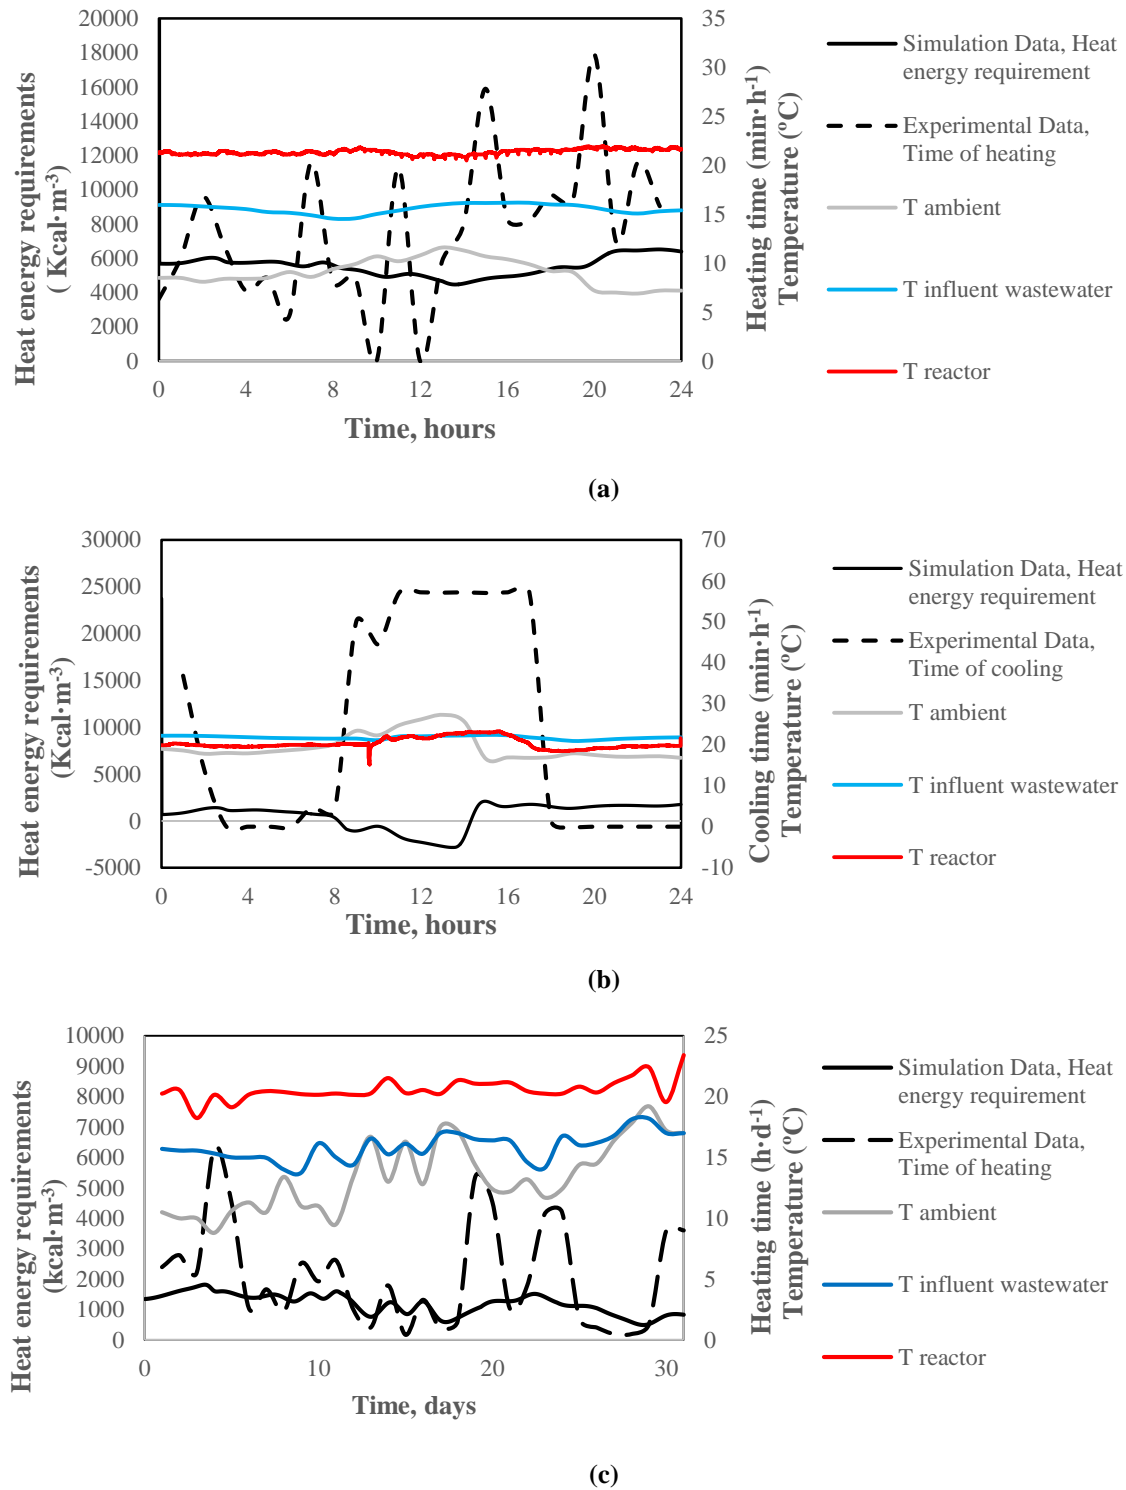 20000
18000
16000
14000
12000
10000
8000
6000
4000
2000
0
Heat energy requirements
( Kcal·m-3)
35
30
25
20
15
10
5
0
Heating time (min·h-1)
Temperature (ºC)
0 4 8 12 16 20 24
Time, hours
Simulation Data, Heat
energy requirement
Experimental Data,
Time of heating
T ambient
T influent wastewater
T reactor
(a)
30000
25000
20000
15000
10000
5000
0
-5000
Heat energy requirements
(Kcal·m-3)
70
60
50
40
30
20
10
0
-10
Cooling time (min·h-1)
Temperature (ºC)
0 4 8 12 16 20 24
Time, hours
Simulation Data, Heat
energy requirement
Experimental Data,
Time of cooling
T ambient
T influent wastewater
T reactor
(b)
10000
9000
8000
7000
6000
5000
4000
3000
2000
1000
0
Heat energy requirements
(kcal·m-3)
25
20
15
10
5
0
Heating time (h·d-1)
Temperature (ºC)
0 10 20 30
Time, days
Simulation Data, Heat
energy requirement
Experimental Data,
Time of heating
T ambient
T influent wastewater
T reactor
(c)